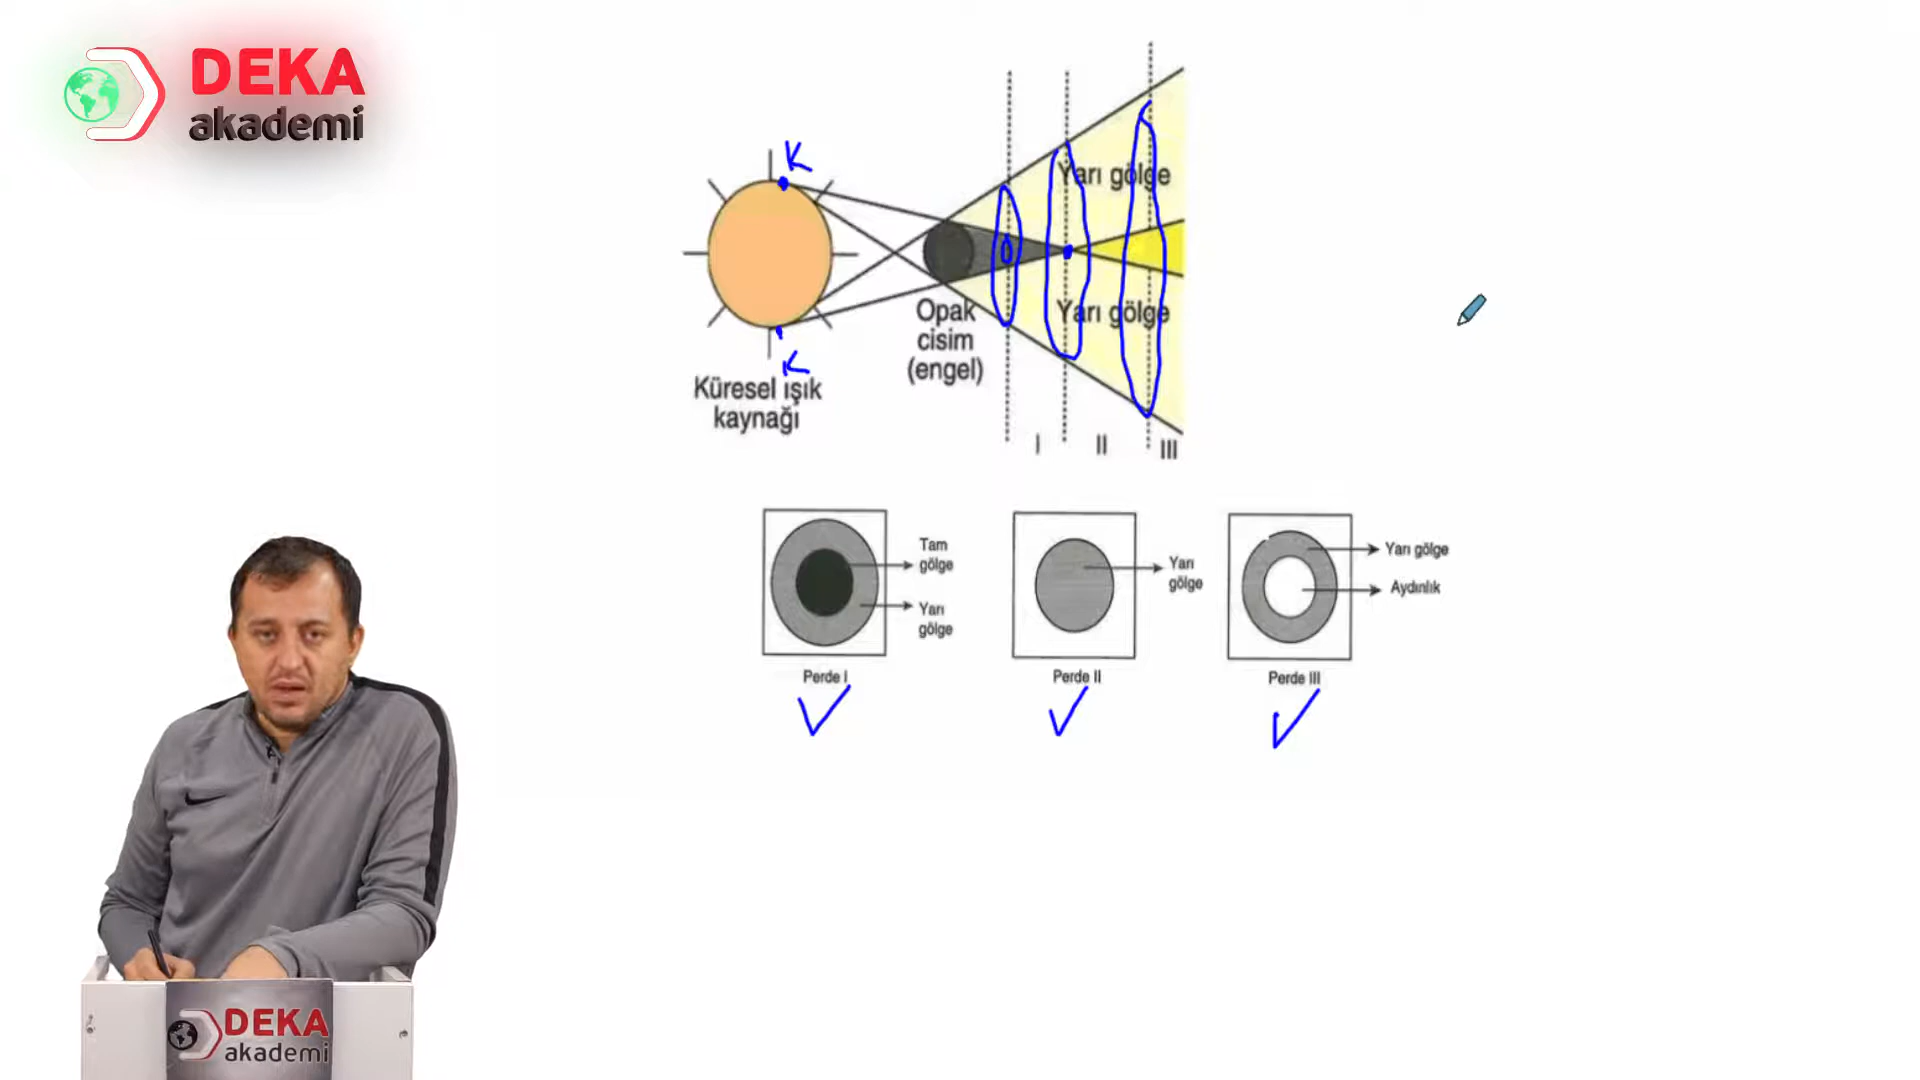 DEKA
akademi
K
Yarı gölge
Opak
cisim
(engel)
Yarı gölge
K
Küresel ışık
kaynağı
I
II
III
Tam
gölge
Yarı
gölge
Perde I
Yarı
gölge
Perde II
Yarı gölge
Aydınlık
Perde III
DEKA
akademi